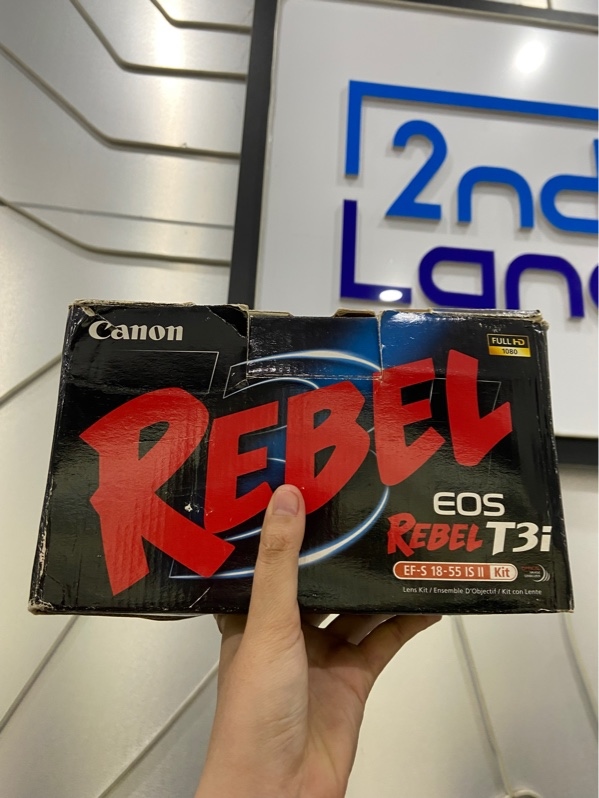 2nd
Land
Canon
FULL HD
1080
REBEL
EOS
REBEL T3i
EF-S 18-55 IS II Kit
Lens Kit / Ensemble D'Objectif / Kit con Lente